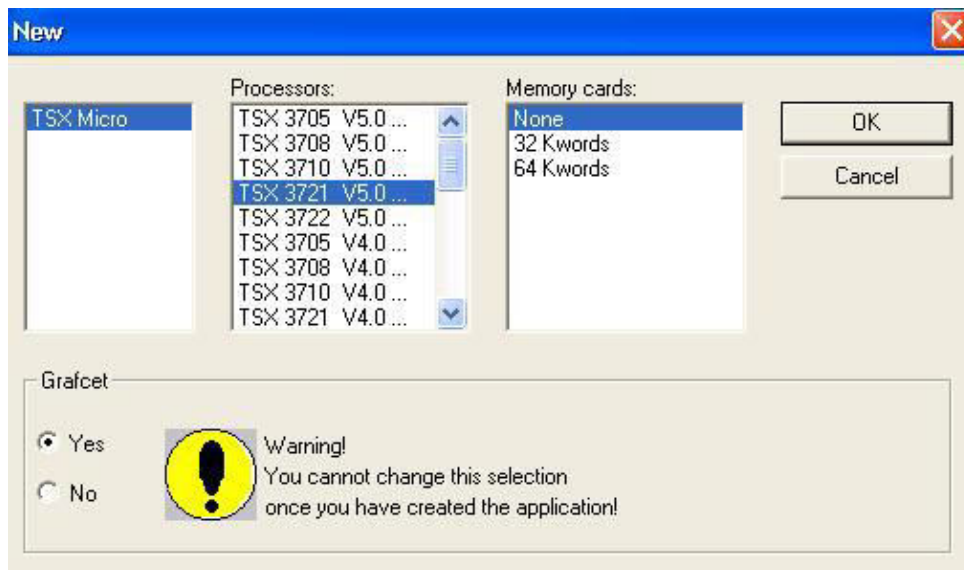 New
TSX Micro
Processors:
TSX 3705 V5.0 ...
TSX 3708 V5.0 ...
TSX 3710 V5.0 ...
TSX 3721 V5.0 ...
TSX 3722 V5.0 ...
TSX 3705 V4.0 ...
TSX 3708 V4.0 ...
TSX 3710 V4.0 ...
TSX 3721 V4.0 ...
Memory cards:
None
32 Kwords
64 Kwords
OK
Cancel
Grafcet
Yes
No
Warning!
You cannot change this selection
once you have created the application!